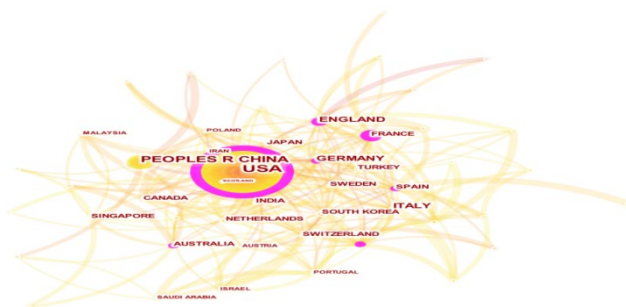 ENGLAND
POLAND
MALAYSIA
FRANCE
JAPAN
IRAN
PEOPLES R CHINA
GERMANY
USA
TURKEY
SCOTLAND
SWEDEN
SPAIN
CANADA
INDIA
ITALY
SINGAPORE
SOUTH KOREA
NETHERLANDS
SWITZERLAND
AUSTRALIA
AUSTRIA
PORTUGAL
ISRAEL
SAUDI ARABIA